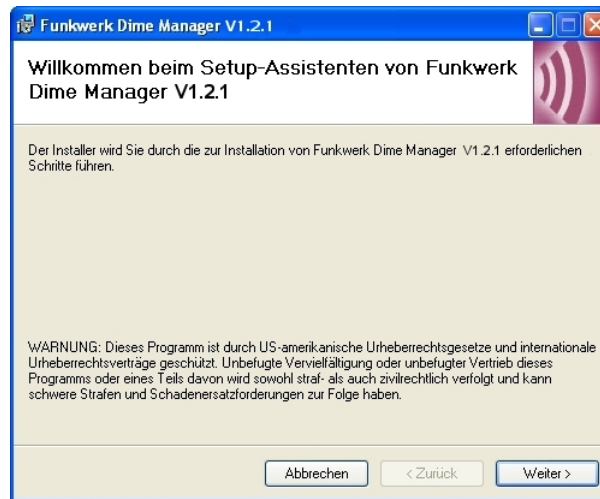 Funkwerk Dime Manager V1.2.1
Willkommen beim Setup-Assistenten von Funkwerk
Dime Manager V1.2.1
Der Installer wird Sie durch die zur Installation von Funkwerk Dime Manager V1.2.1 erforderlichen
Schritte führen.
WARNUNG: Dieses Programm ist durch US-amerikanische Urheberrechtsgesetze und internationale
Urheberrechtsverträge geschützt. Unbefugte Vervielfältigung oder unbefugter Vertrieb dieses
Programms oder eines Teils davon wird sowohl straf- als auch zivilrechtlich verfolgt und kann
schwere Strafen und Schadenersatzforderungen zur Folge haben.
Abbrechen < Zurück Weiter >